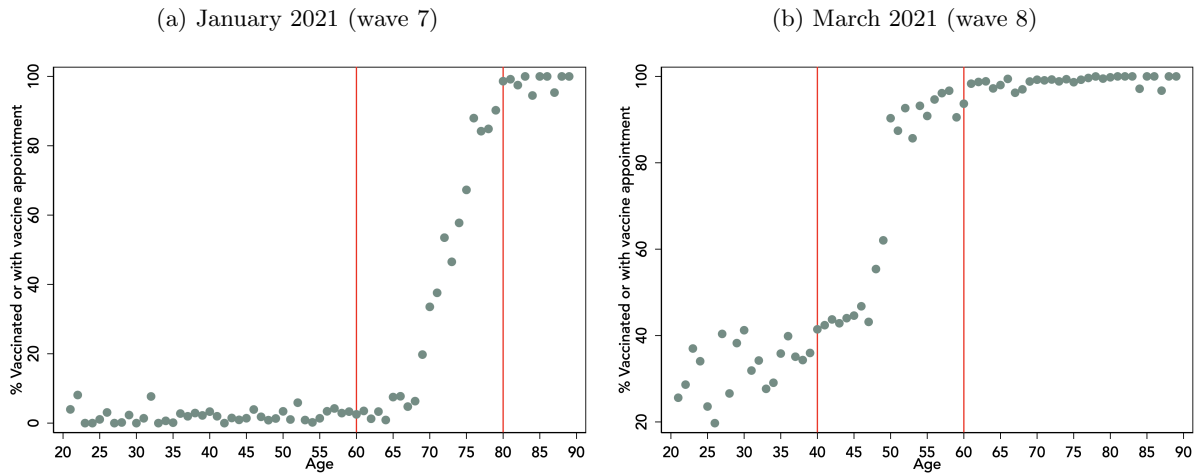 (a) January 2021 (wave 7)
% Vaccinated or with vaccine appointment
100
80
60
40
20
0
20 25 30 35 40 45 50 55 60 65 70 75 80 85 90
Age
(b) March 2021 (wave 8)
% Vaccinated or with vaccine appointment
100
80
60
40
20
20 25 30 35 40 45 50 55 60 65 70 75 80 85 90
Age